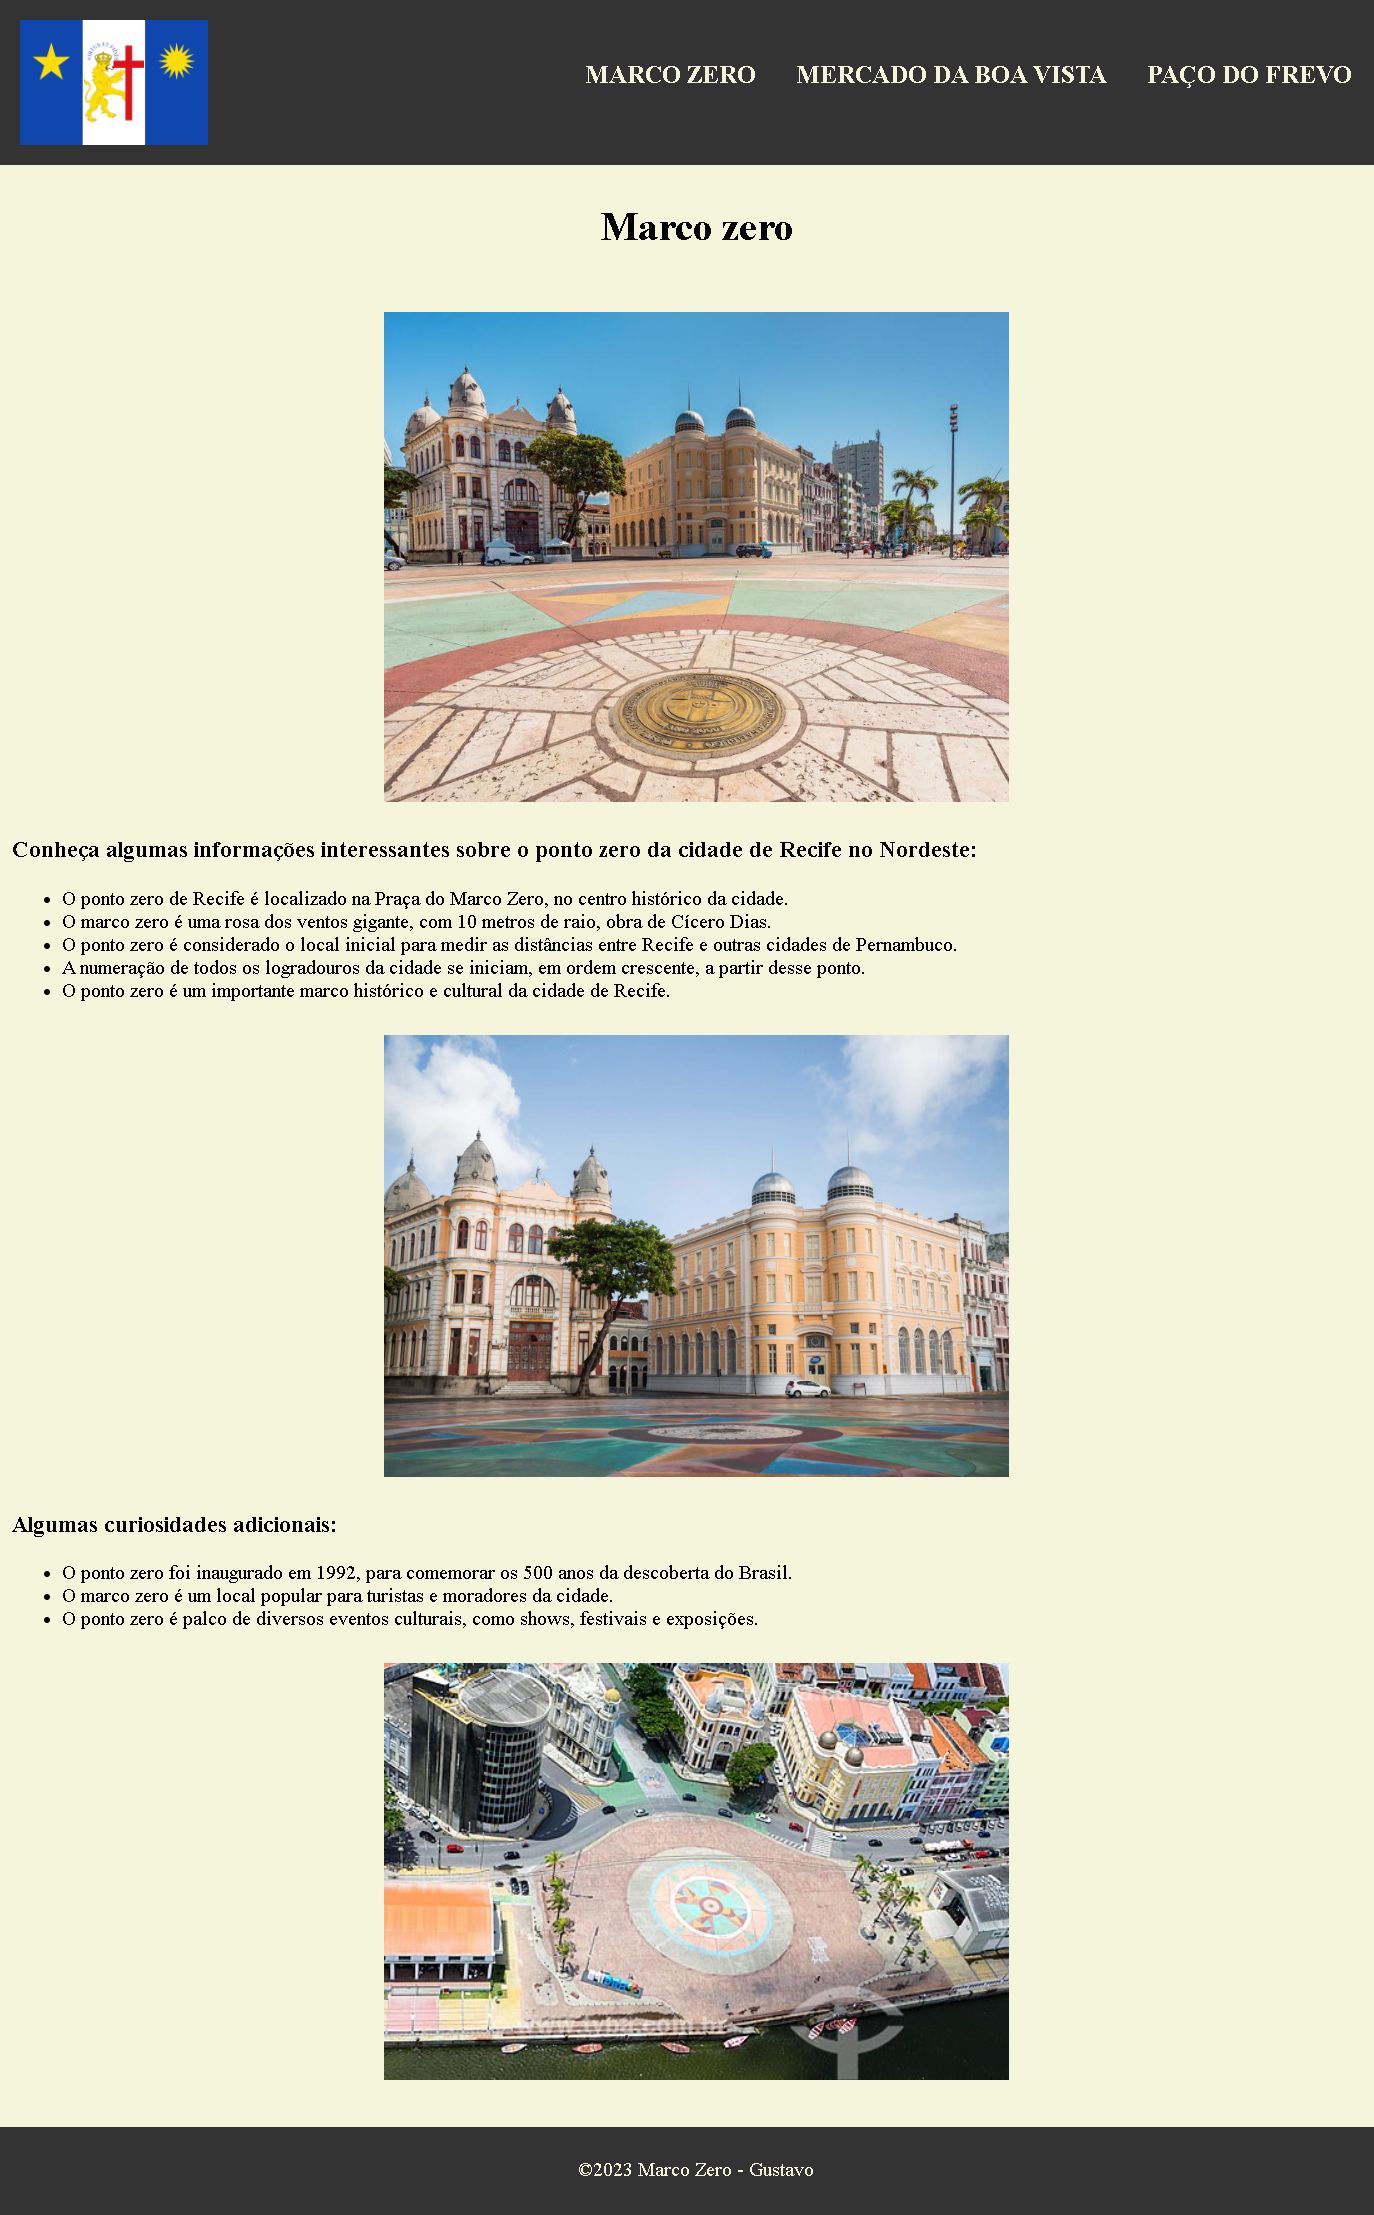 MARCO ZERO MERCADO DA BOA VISTA PAÇO DO FREVO
Marco zero
Conheça algumas informações interessantes sobre o ponto zero da cidade de Recife no Nordeste:
O ponto zero de Recife é localizado na Praça do Marco Zero, no centro histórico da cidade.
O marco zero é uma rosa dos ventos gigante, com 10 metros de raio, obra de Cícero Dias.
O ponto zero é considerado o local inicial para medir as distâncias entre Recife e outras cidades de Pernambuco.
A numeração de todos os logradouros da cidade se iniciam, em ordem crescente, a partir desse ponto.
O ponto zero é um importante marco histórico e cultural da cidade de Recife.
Algumas curiosidades adicionais:
O ponto zero foi inaugurado em 1992, para comemorar os 500 anos da descoberta do Brasil.
O marco zero é um local popular para turistas e moradores da cidade.
O ponto zero é palco de diversos eventos culturais, como shows, festivais e exposições.
©2023 Marco Zero - Gustavo